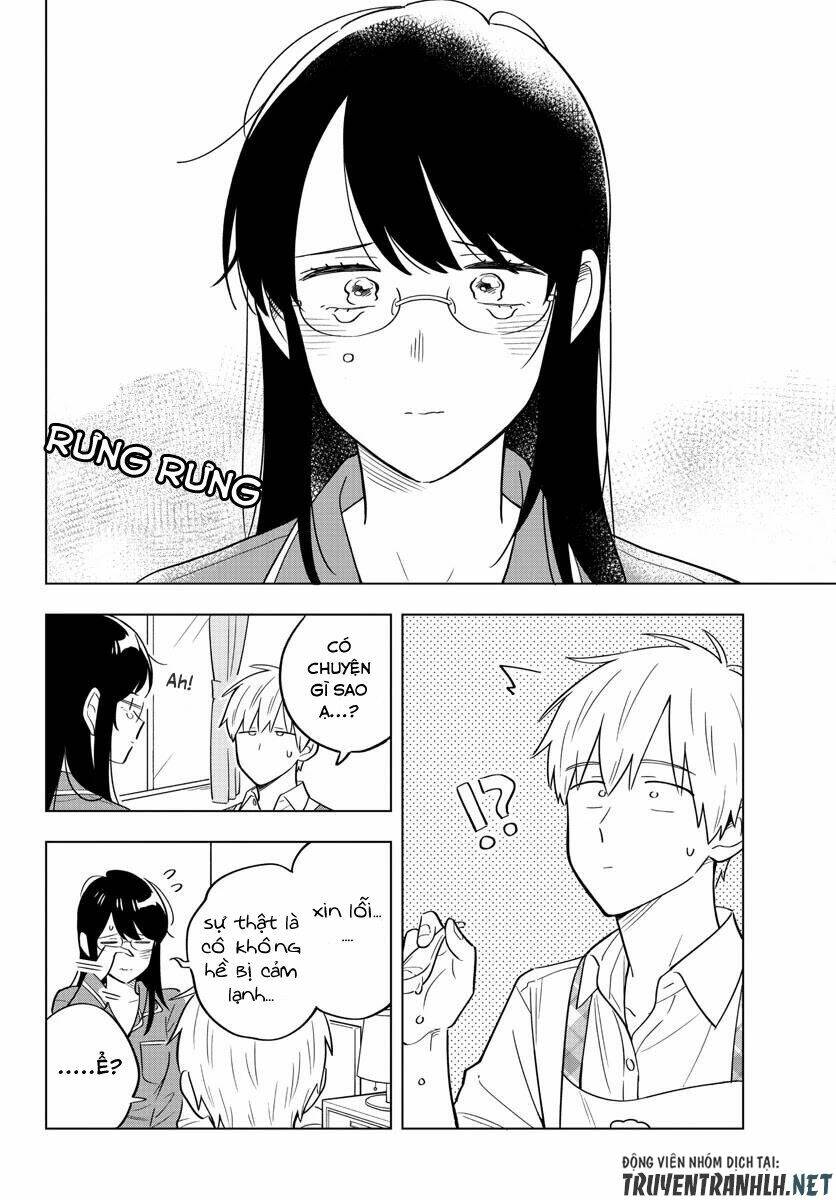 RƯNG RƯNG
!?
CÓ
CHUYỆN
GÌ SAO
Ạ...?
Ah!
xin lỗi...
....
sự thật là
cô không
hề bị cảm
lạnh...
.....Ể?
ĐỘNG VIÊN NHÓM DỊCH TẠI:
TRUYENTRANHLH.NET